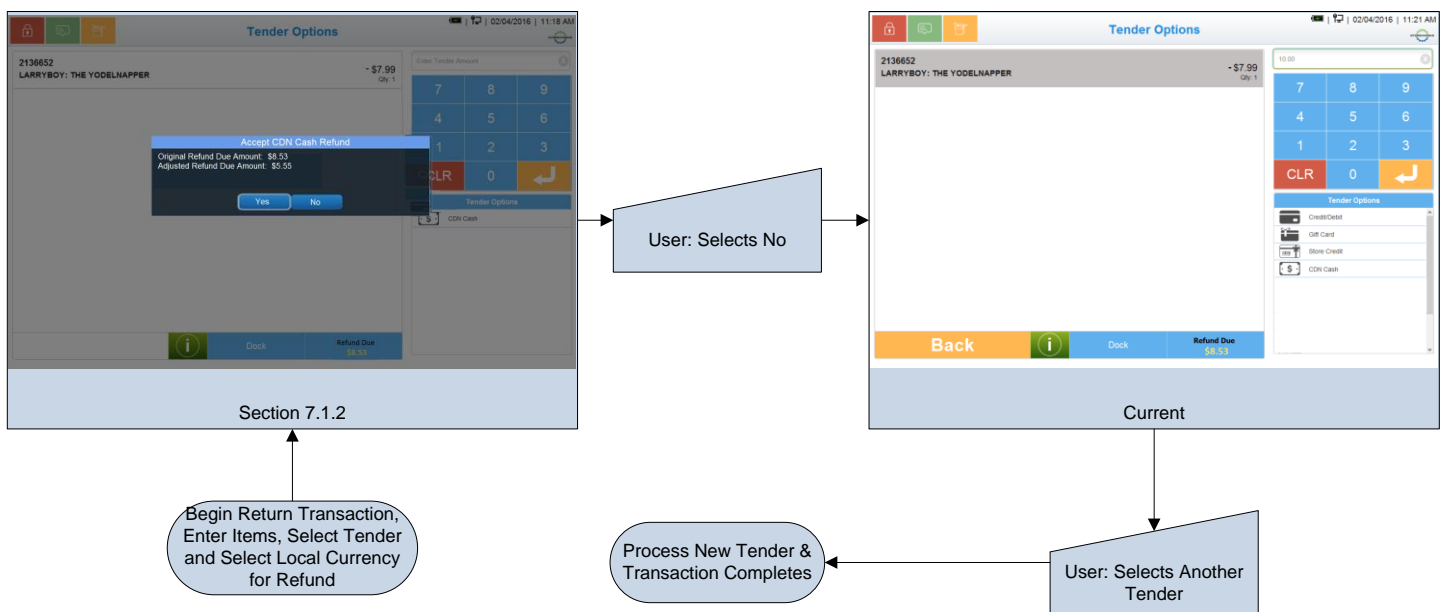 Tender Options
02/04/2016 | 11:18 AM
2136652
LARRYBOY: THE YODELNAPPER
- $7.99
Qty: 1
Enter Tender Amount
7 8 9
4 5 6
1 2 3
CLR 0
Accept CDN Cash Refund
Original Refund Due Amount: $8.53
Adjusted Refund Due Amount: $5.55
Yes No
Tender Options
CDN Cash
Dock
Refund Due
$8.53
Section 7.1.2
User: Selects No
Tender Options
02/04/2016 | 11:21 AM
2136652
LARRYBOY: THE YODELNAPPER
- $7.99
Qty: 1
10.00
7 8 9
4 5 6
1 2 3
CLR 0
Tender Options
Credit/Debit
Gift Card
Store Credit
CDN Cash
Back
Dock
Refund Due
$8.53
Current
Begin Return Transaction,
Enter Items, Select Tender
and Select Local Currency
for Refund
Process New Tender &
Transaction Completes
User: Selects Another
Tender